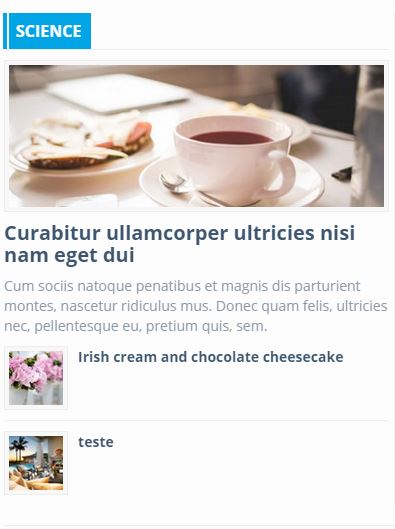 SCIENCE
Curabitur ullamcorper ultricies nisi
nam eget dui
Cum sociis natoque penatibus et magnis dis parturient
montes, nascetur ridiculus mus. Donec quam felis, ultricies
nec, pellentesque eu, pretium quis, sem.
Irish cream and chocolate cheesecake
teste